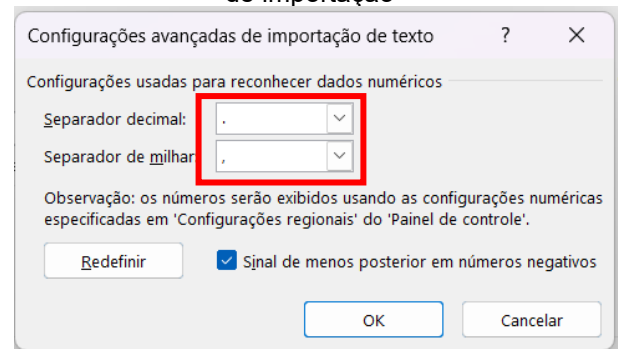 de importação
Configurações avançadas de importação de texto ? ×
Configurações usadas para reconhecer dados numéricos
Separador decimal: .
Separador de milhar: ,
Observação: os números serão exibidos usando as configurações numéricas
especificadas em 'Configurações regionais' do 'Painel de controle'.
Redefinir Sinal de menos posterior em números negativos
OK Cancelar